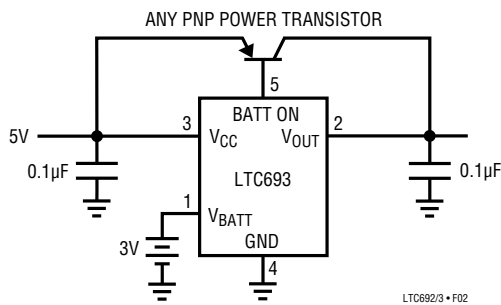 ANY PNP POWER TRANSISTOR
5
BATT ON
5V
3
VCC
VOUT
2
0.1µF
LTC693
0.1µF
1
VBATT
3V
GND
4
LTC692/3 • F02